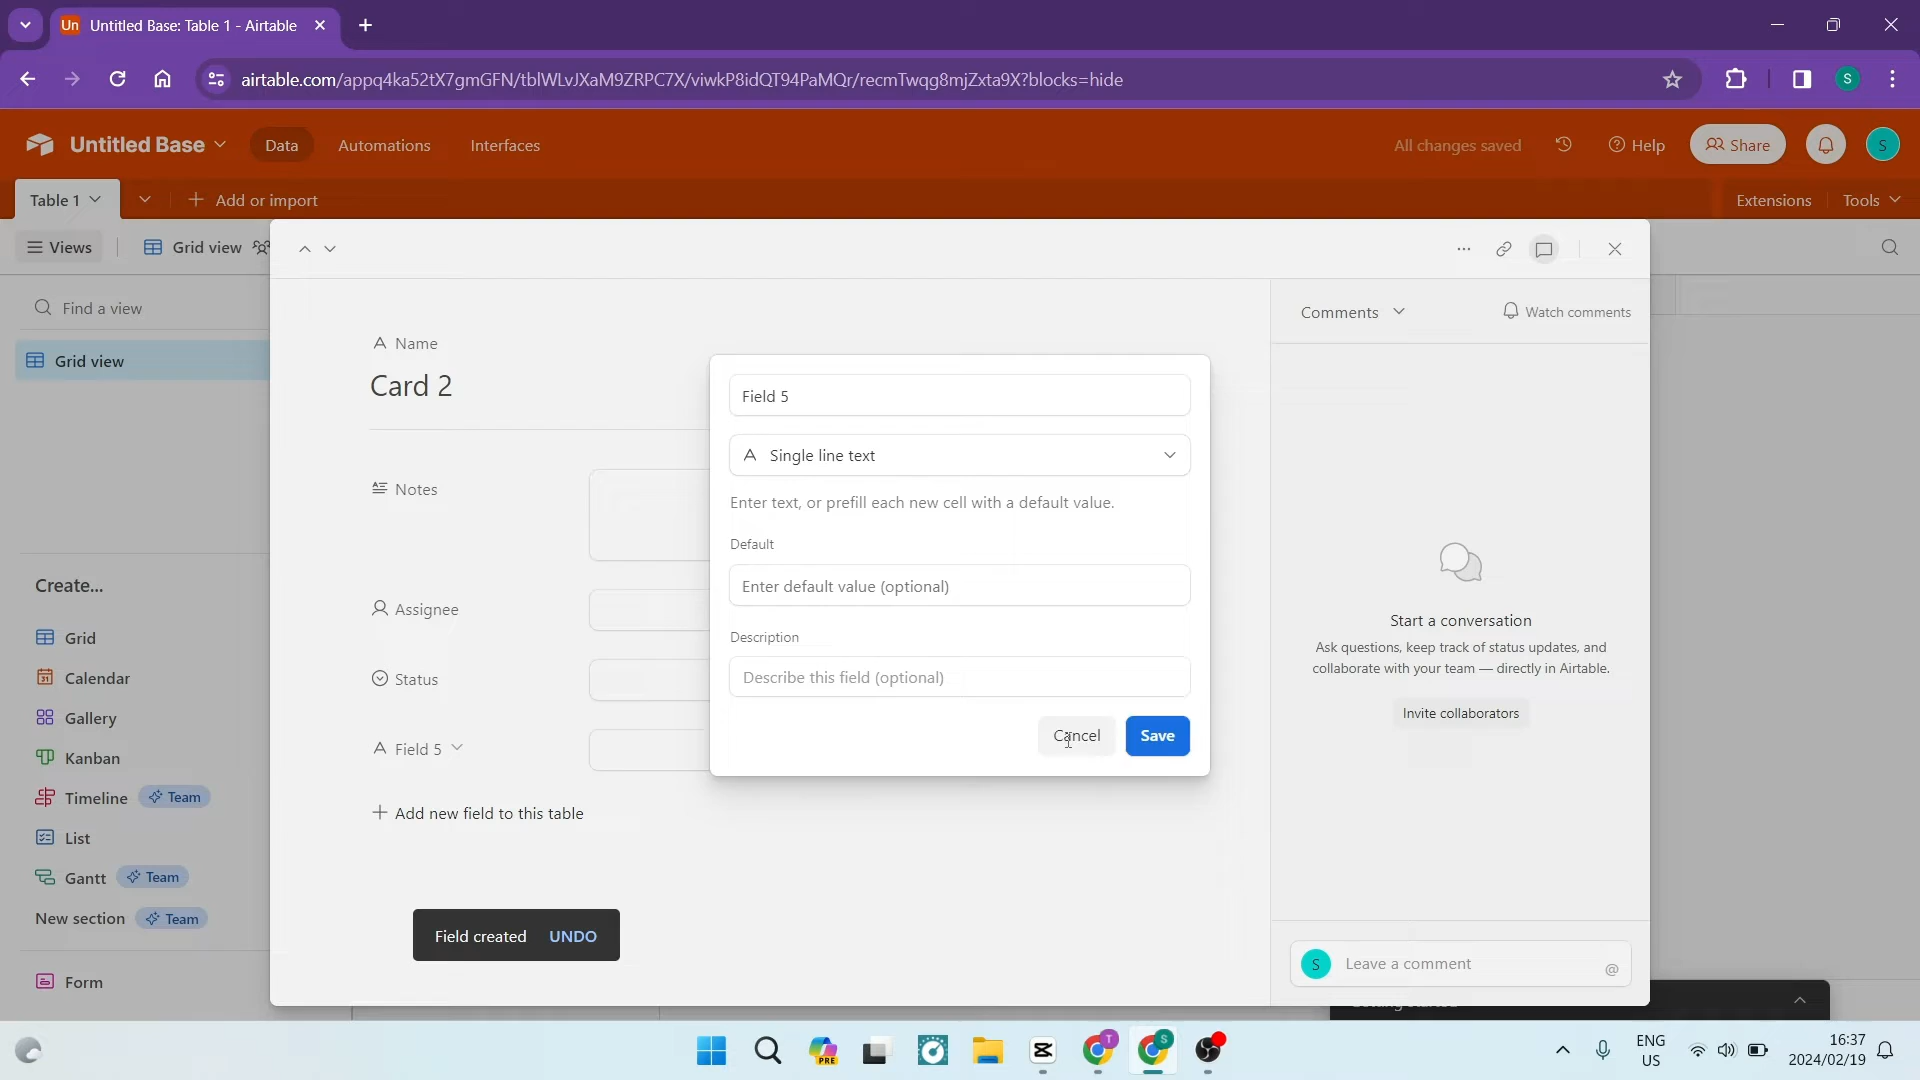 Un Untitled Base: Table 1 - Airtable
airtable.com/appq4ka52tX7gmGFN/tblWLvJXaM9ZRPC7X/viwkP8idQT94PaMQr/recmTwqg8mjZxta9X?blocks=hide
S
Untitled Base Data Automations Interfaces All changes saved Help Share S
Table 1 Add or import Extensions Tools
Views Grid view
Find a view
Grid view
Create...
Grid
Calendar
Gallery
Kanban
Timeline Team
List
Gantt Team
New section Team
Form
Name
Card 2
Notes
Assignee
Status
Field 5
Add new field to this table
Field created UNDO
Field 5
Single line text
Enter text, or prefill each new cell with a default value.
Default
Enter default value (optional)
Description
Describe this field (optional)
Cancel Save
Comments Watch comments
Start a conversation
Ask questions, keep track of status updates, and
collaborate with your team — directly in Airtable.
Invite collaborators
S Leave a comment @
PRE
T
S
ENG
US
16:37
2024/02/19